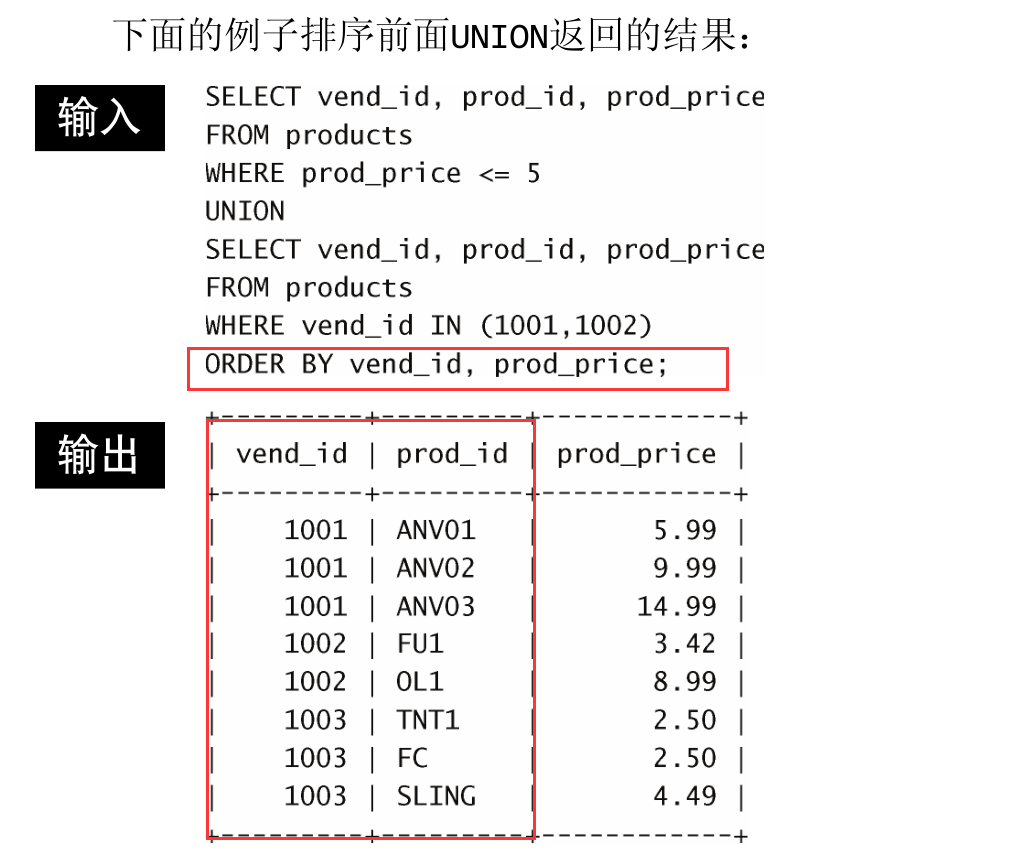 下面的例子排序前面UNION返回的结果：
输入
SELECT vend_id, prod_id, prod_price
FROM products
WHERE prod_price <= 5
UNION
SELECT vend_id, prod_id, prod_price
FROM products
WHERE vend_id IN (1001,1002)
ORDER BY vend_id, prod_price;
输出
+---------+---------+------------+
| vend_id | prod_id | prod_price |
+---------+---------+------------+
|    1001 | ANV01   |       5.99 |
|    1001 | ANV02   |       9.99 |
|    1001 | ANV03   |      14.99 |
|    1002 | FU1     |       3.42 |
|    1002 | OL1     |       8.99 |
|    1003 | TNT1    |       2.50 |
|    1003 | FC      |       2.50 |
|    1003 | SLING   |       4.49 |
+---------+---------+------------+